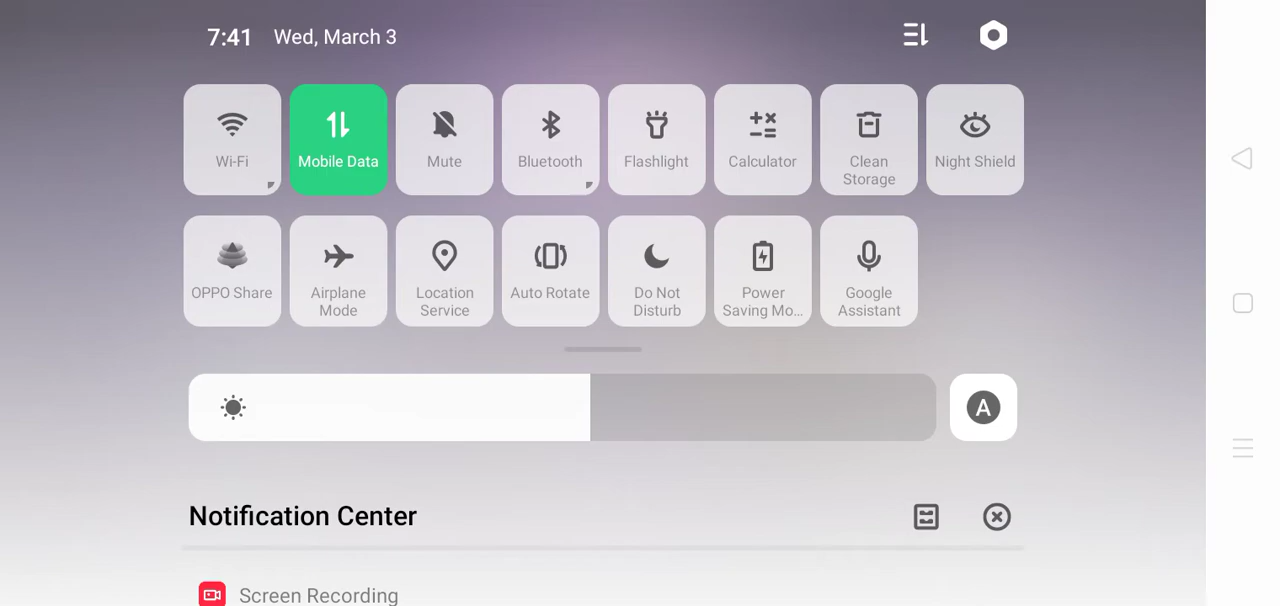 7:41 Wed, March 3
Wi-Fi Mobile Data Mute Bluetooth Flashlight Calculator Clean Storage Night Shield
OPPO Share Airplane Mode Location Service Auto Rotate Do Not Disturb Power Saving Mo... Google Assistant
A
Notification Center
Screen Recording